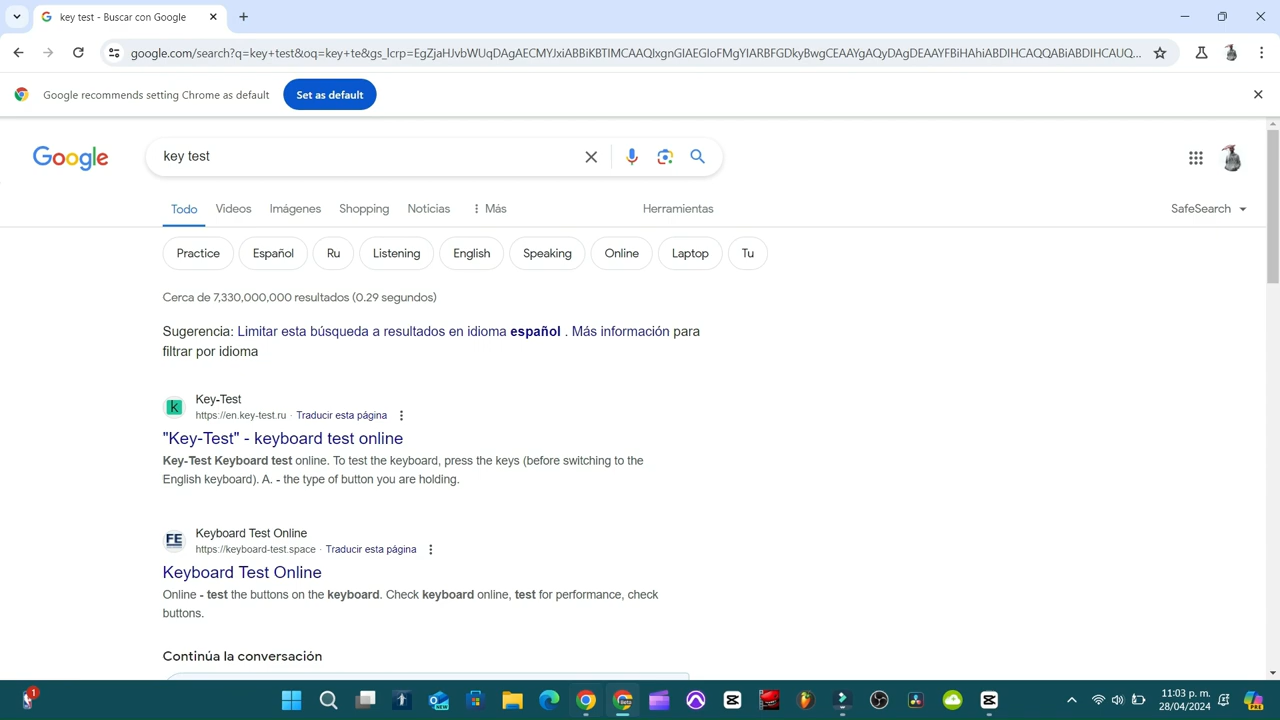 key test - Buscar con Google
google.com/search?q=key+test&oq=key+te&gs_lcrp=EgZjaHJvbWUqDAgAECMYJxiABBiKBTIMCAAQIxgnGIAEGIoFMgYIARBFGDkyBwgCEAAYgAQyDAgDEAAYFBiHAhiABDIHCAQQABiABDIHCAUQ...
Google recommends setting Chrome as default
Set as default
Google
key test
Todo Videos Imágenes Shopping Noticias Más Herramientas SafeSearch
Practice Español Ru Listening English Speaking Online Laptop Tu
Cerca de 7,330,000,000 resultados (0.29 segundos)
Sugerencia: Limitar esta búsqueda a resultados en idioma español . Más información para
filtrar por idioma
k
Key-Test
https://en.key-test.ru · Traducir esta página
"Key-Test" - keyboard test online
Key-Test Keyboard test online. To test the keyboard, press the keys (before switching to the
English keyboard). A. - the type of button you are holding.
FE
Keyboard Test Online
https://keyboard-test.space · Traducir esta página
Keyboard Test Online
Online - test the buttons on the keyboard. Check keyboard online, test for performance, check
buttons.
Continúa la conversación
1
Beta
11:03 p. m.
28/04/2024
PRE